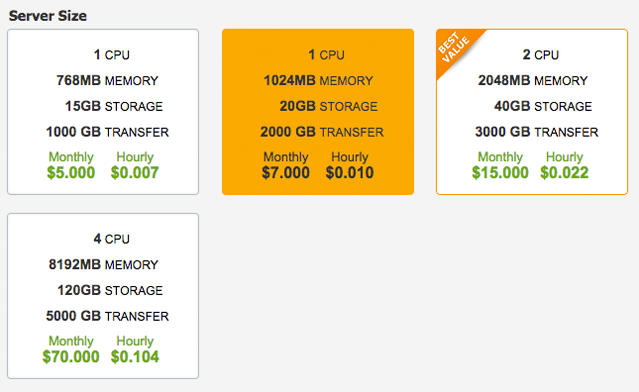 Server Size
1 CPU
768MB MEMORY
15GB STORAGE
1000 GB TRANSFER
Monthly Hourly
$5.000 $0.007
1 CPU
1024MB MEMORY
20GB STORAGE
2000 GB TRANSFER
Monthly Hourly
$7.000 $0.010
BEST
VALUE
2 CPU
2048MB MEMORY
40GB STORAGE
3000 GB TRANSFER
Monthly Hourly
$15.000 $0.022
4 CPU
8192MB MEMORY
120GB STORAGE
5000 GB TRANSFER
Monthly Hourly
$70.000 $0.104